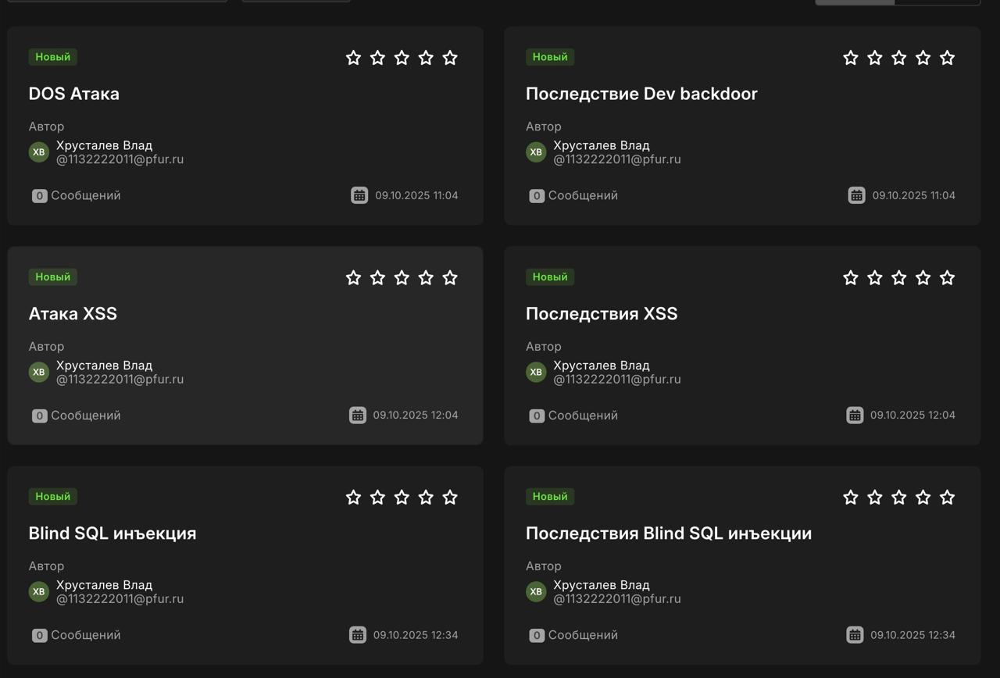 Новый
DOS Атака
Автор
ХВ
Хрусталев Влад
@1132222011@pfur.ru
0 Сообщений
09.10.2025 11:04
Новый
Последствие Dev backdoor
Автор
ХВ
Хрусталев Влад
@1132222011@pfur.ru
0 Сообщений
09.10.2025 11:04
Новый
Атака XSS
Автор
ХВ
Хрусталев Влад
@1132222011@pfur.ru
0 Сообщений
09.10.2025 12:04
Новый
Последствия XSS
Автор
ХВ
Хрусталев Влад
@1132222011@pfur.ru
0 Сообщений
09.10.2025 12:04
Новый
Blind SQL инъекция
Автор
ХВ
Хрусталев Влад
@1132222011@pfur.ru
0 Сообщений
09.10.2025 12:34
Новый
Последствия Blind SQL инъекции
Автор
ХВ
Хрусталев Влад
@1132222011@pfur.ru
0 Сообщений
09.10.2025 12:34